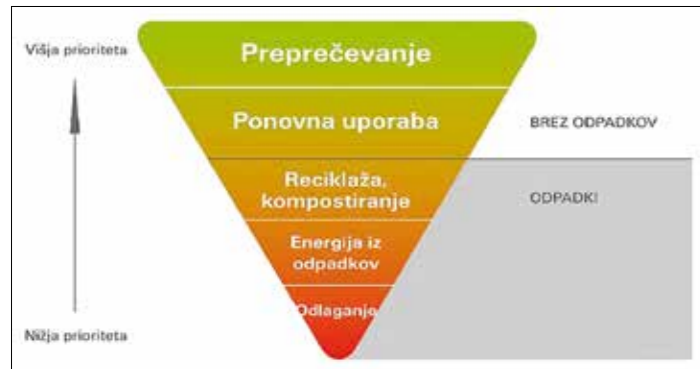 Višja prioriteta
Preprečevanje
Ponovna uporaba
BREZ ODPADKOV
Reciklaža,
kompostiranje
ODPADKI
Energija iz
odpadkov
Odlaganje
Nižja prioriteta